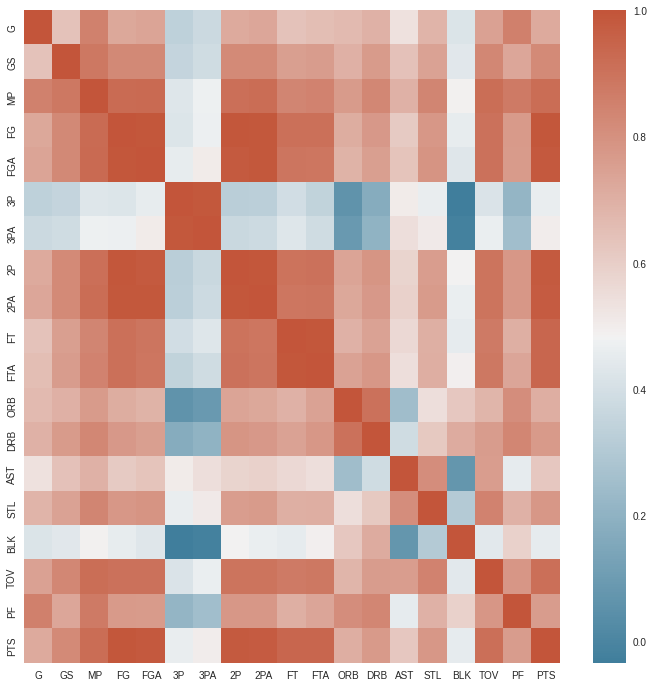 G
GS
MP
FG
FGA
3P
3PA
2P
2PA
FT
FTA
ORB
DRB
AST
STL
BLK
TOV
PF
PTS
G GS MP FG FGA 3P 3PA 2P 2PA FT FTA ORB DRB AST STL BLK TOV PF PTS
1.0
0.8
0.6
0.4
0.2
0.0